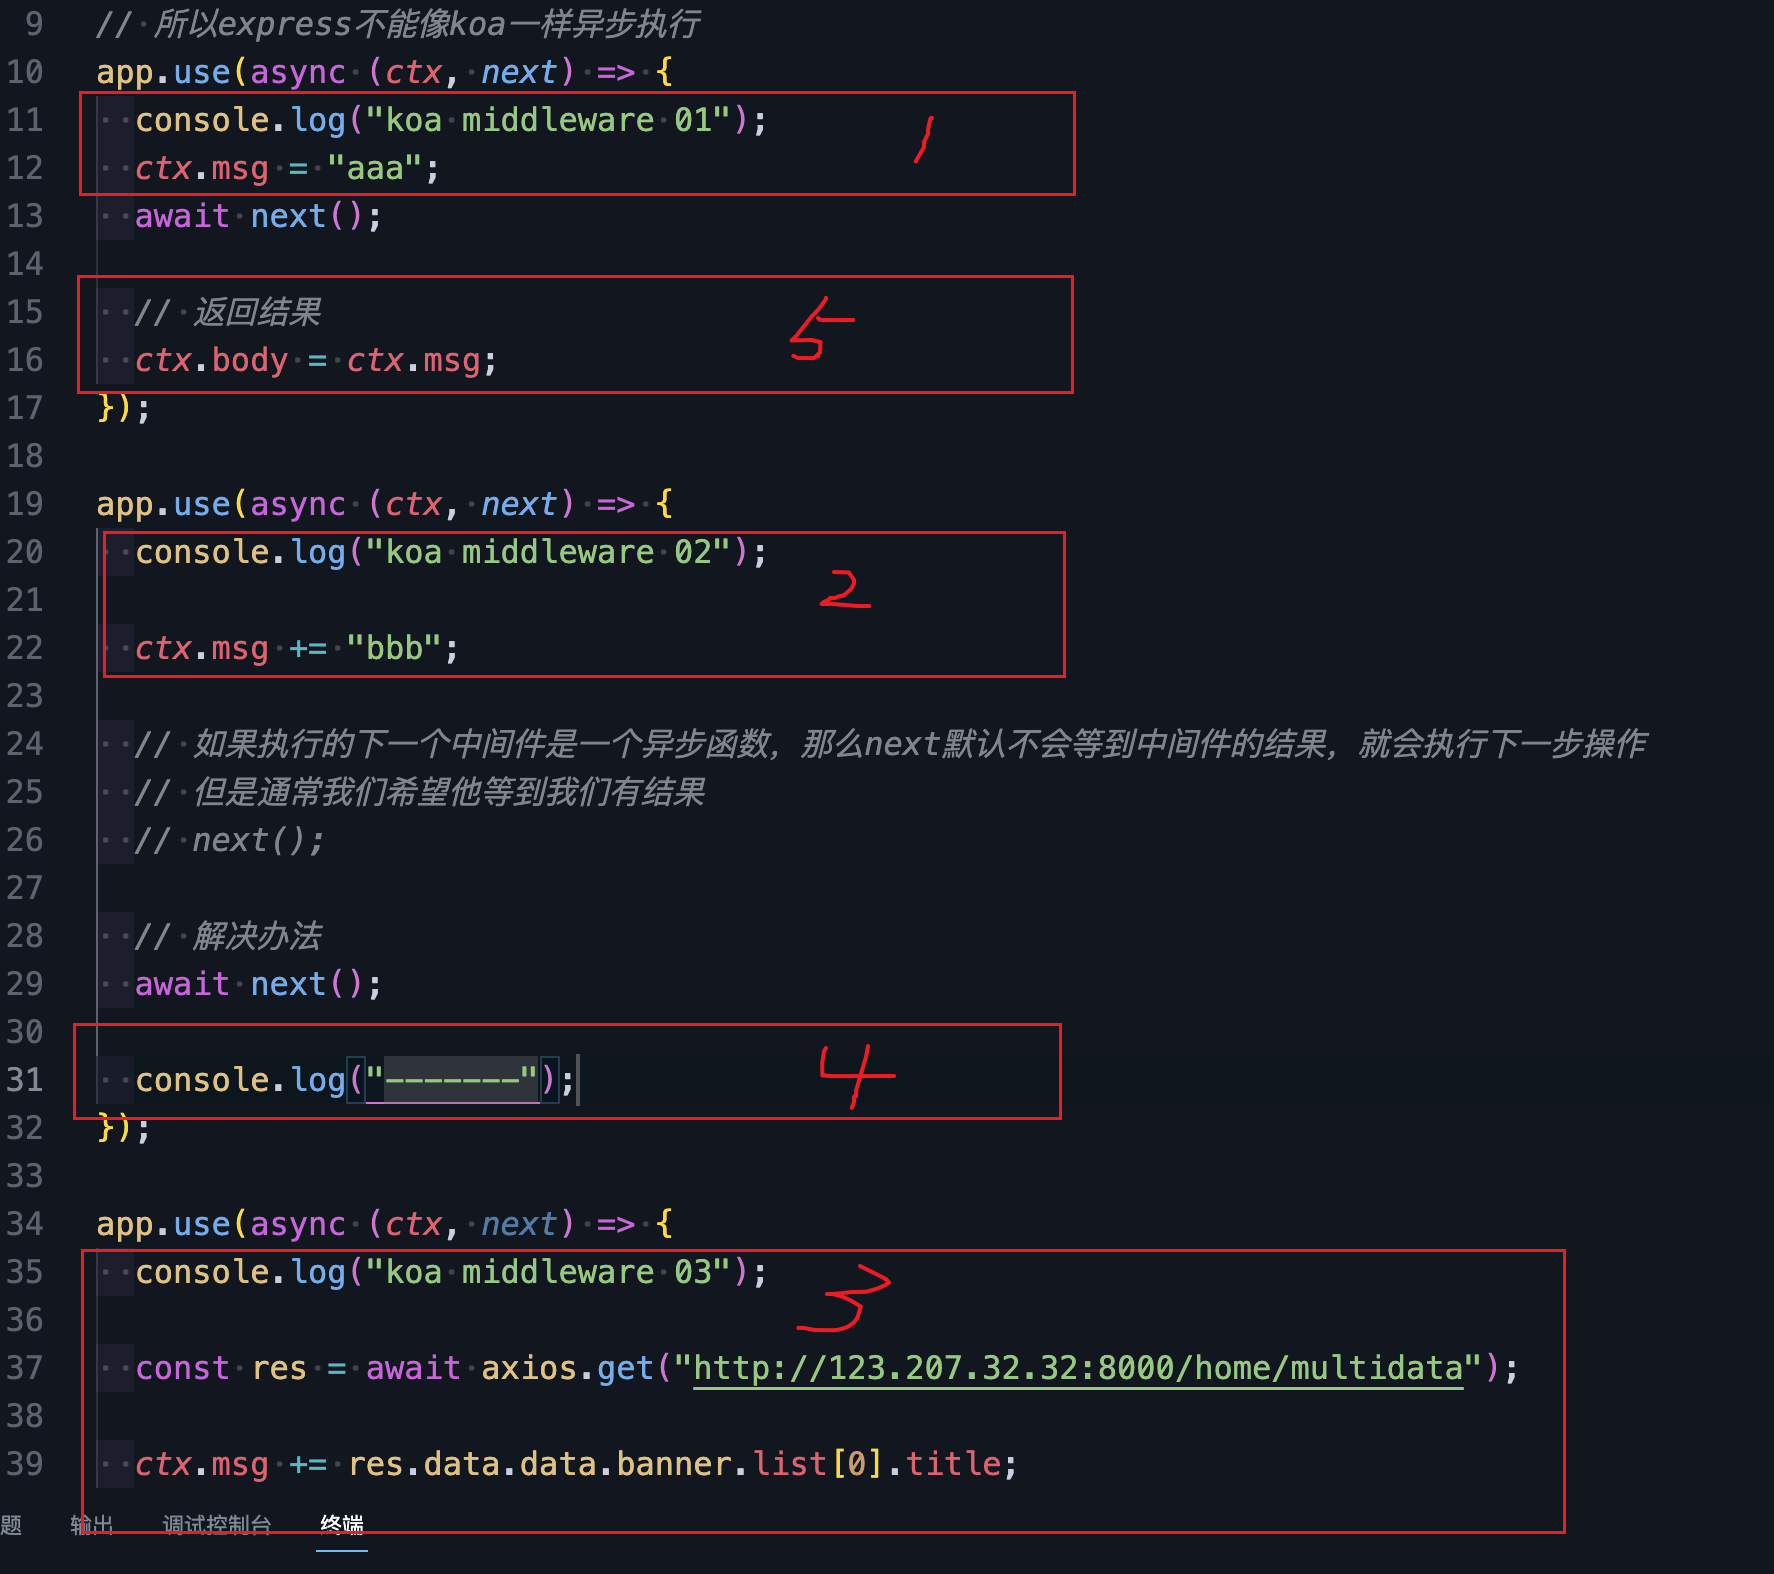 9 // 所以express不能像koa一样异步执行
10 app.use(async (ctx, next) => {
11 console.log("koa middleware 01");
12 ctx.msg = "aaa"; 1
13 await next();
14
15 // 返回结果
16 ctx.body = ctx.msg; 5
17 });
18
19 app.use(async (ctx, next) => {
20 console.log("koa middleware 02");
21 2
22 ctx.msg += "bbb";
23
24 // 如果执行的下一个中间件是一个异步函数，那么next默认不会等到中间件的结果，就会执行下一步操作
25 // 但是通常我们希望他等到我们有结果
26 // next();
27
28 // 解决办法
29 await next();
30
31 console.log("-------"); 4
32 });
33
34 app.use(async (ctx, next) => {
35 console.log("koa middleware 03");
36 3
37 const res = await axios.get("http://123.207.32.32:8000/home/multidata");
38
39 ctx.msg += res.data.data.banner.list[0].title;
题 输出 调试控制台 终端